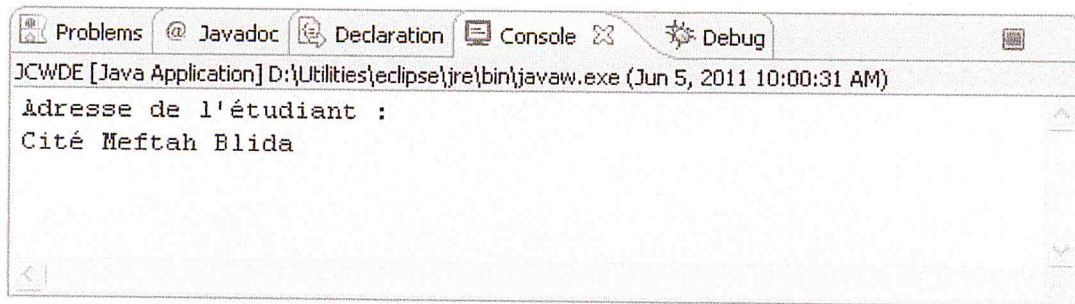 Problems @ Javadoc Declaration Console Debug
JCWDE [Java Application] D:\Utilities\eclipse\jre\bin\javaw.exe (Jun 5, 2011 10:00:31 AM)
Adresse de l'étudiant :
Cité Meftah Blida